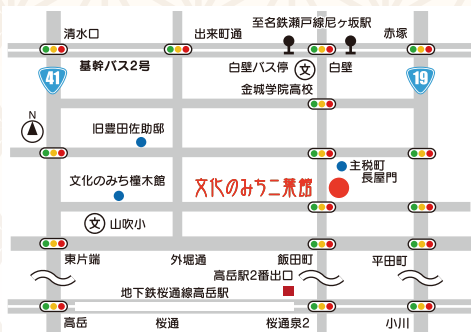 至名鉄瀬戸線尼ヶ坂駅
清水口
出来町通
赤塚
基幹バス2号
白壁バス停
文
白壁
41
金城学院高校
19
N
旧豊田佐助邸
主税町
長屋門
文化のみち橦木館
文化のみち二葉館
文
山吹小
東片端
外堀通
飯田町
平田町
高岳駅2番出口
地下鉄桜通線高岳駅
高岳
桜通
桜通泉2
小川